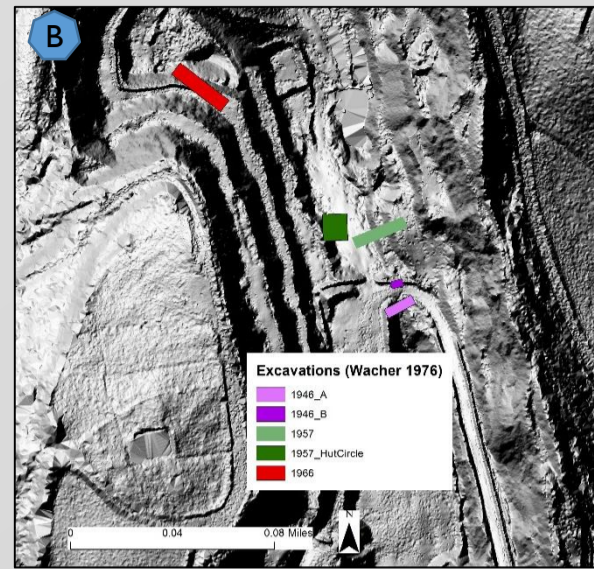 B
Excavations (Wacher 1976)
1946_A
1946_B
1957
1957_HutCircle
1966
N
0 0.04 0.08 Miles